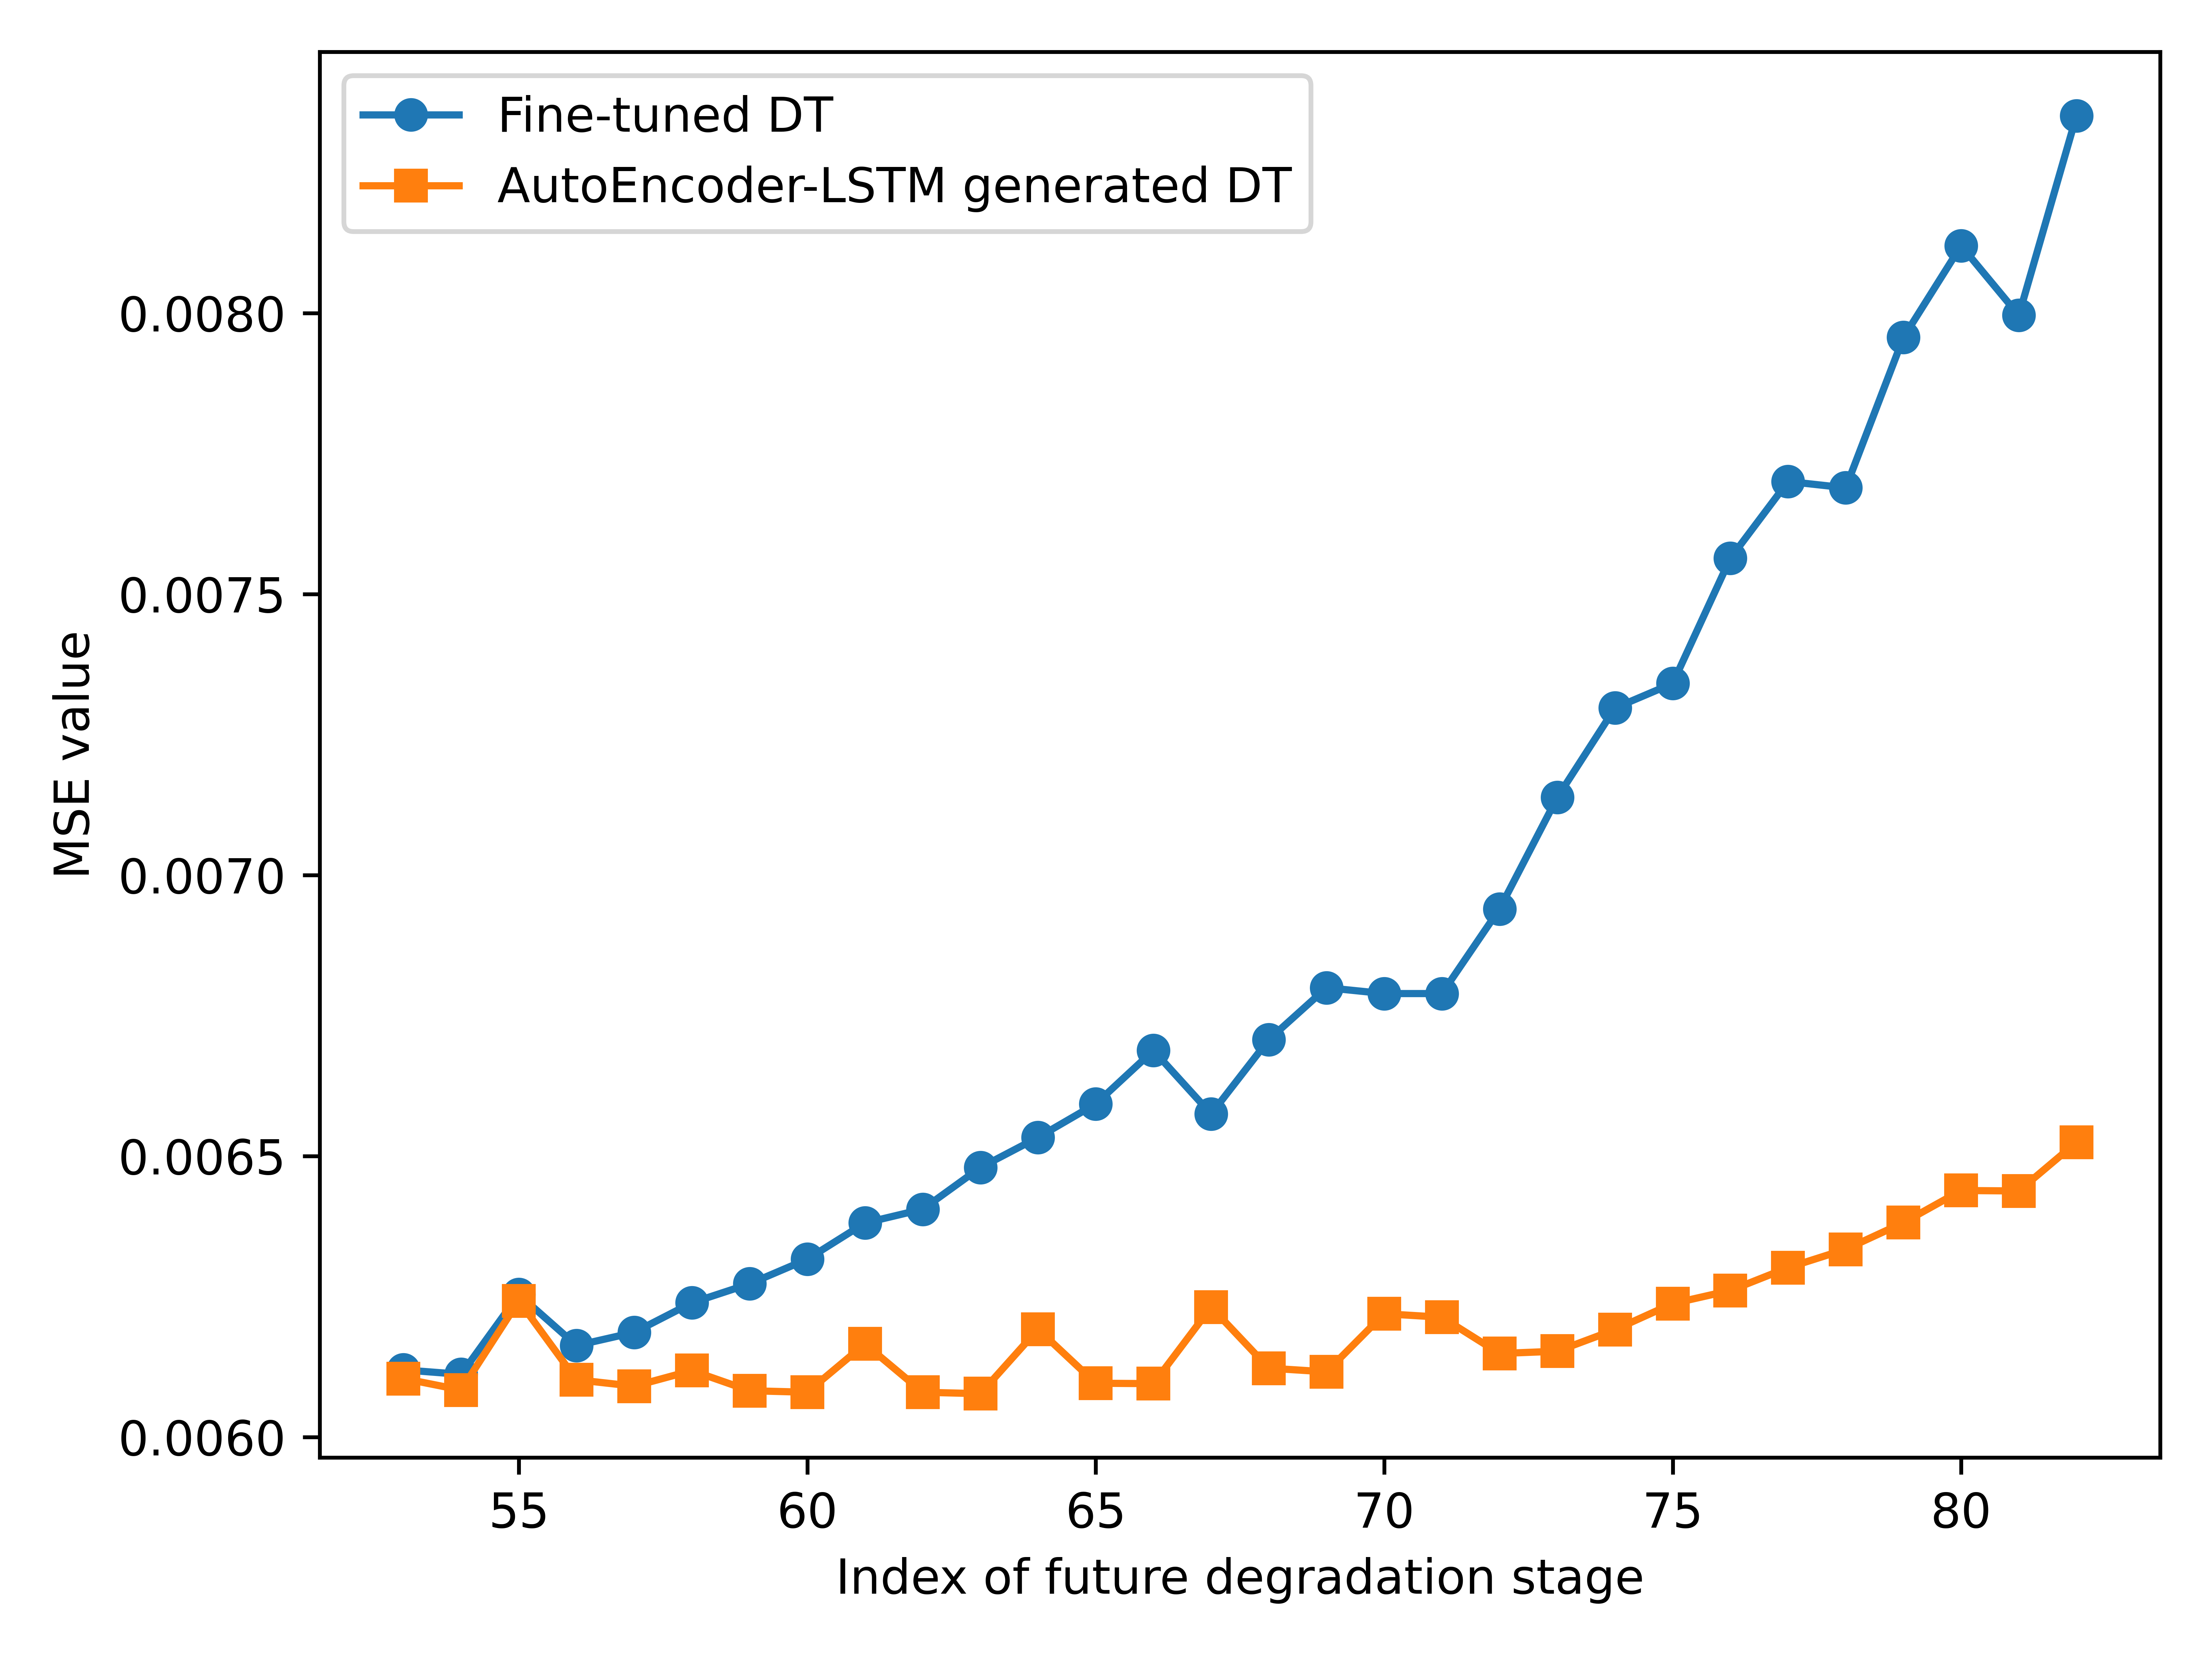 Fine-tuned DT
AutoEncoder-LSTM generated DT
0.0080
0.0075
0.0070
0.0065
0.0060
MSE value
55 60 65 70 75 80
Index of future degradation stage